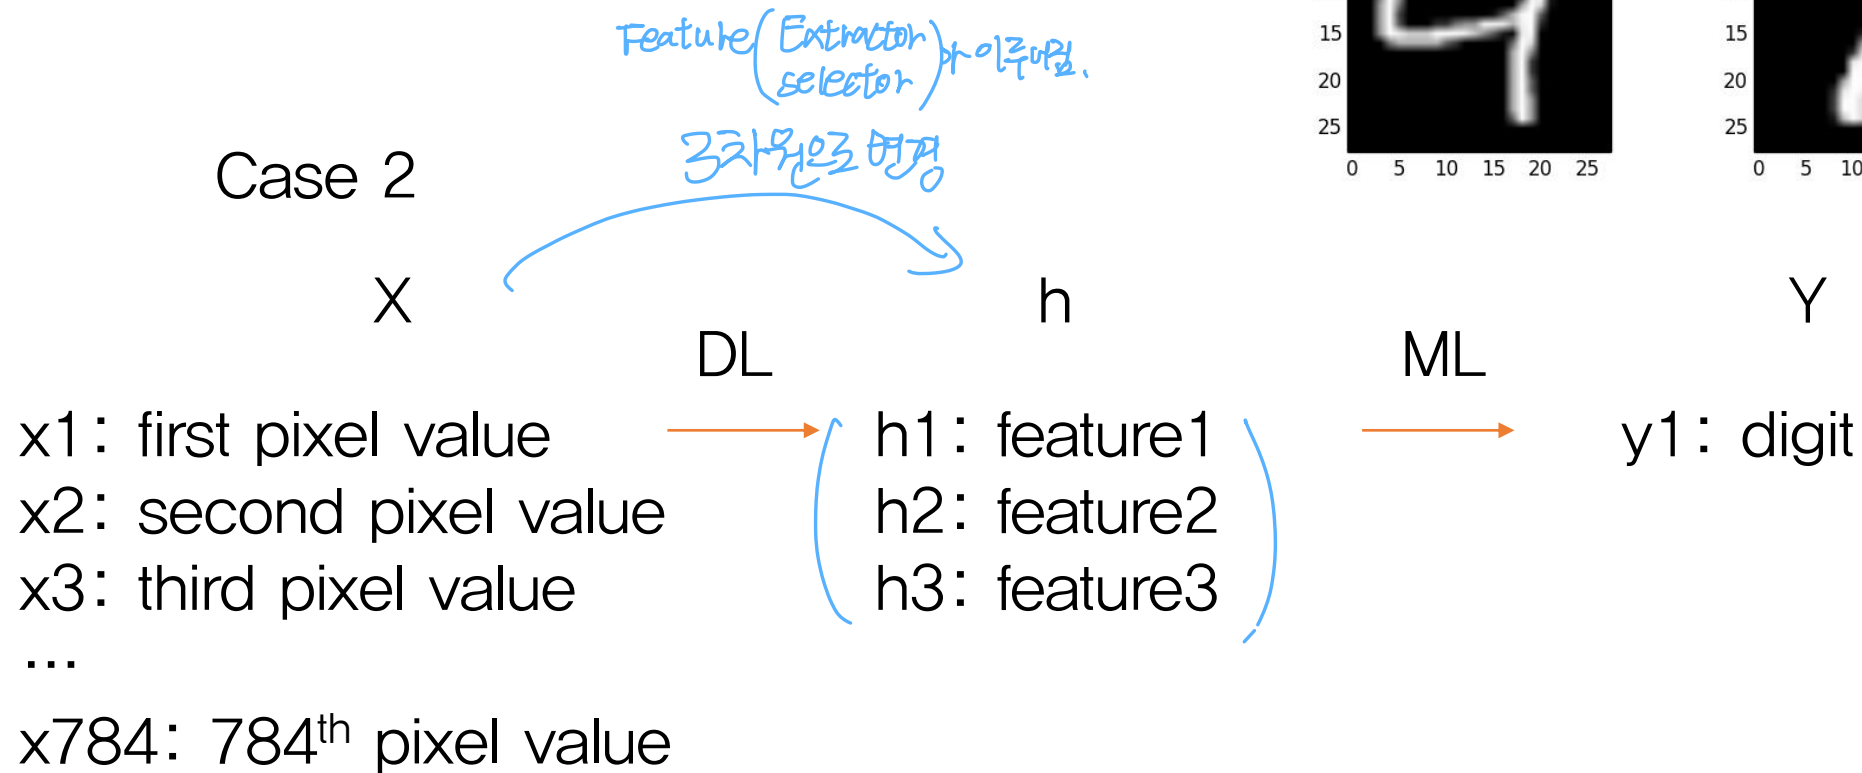 Feature(Extractor
selector)가 이루어짐.
3차원으로 변경
15
20
25
0 5 10 15 20 25
15
20
25
0 5 10
Case 2
X
h
Y
DL
ML
x1: first pixel value
h1: feature1
y1: digit
x2: second pixel value
h2: feature2
x3: third pixel value
h3: feature3
...
x784: 784th pixel value